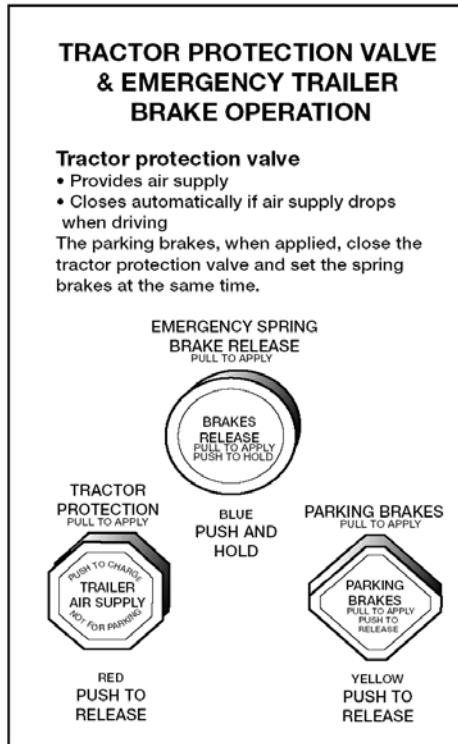 TRACTOR PROTECTION VALVE
& EMERGENCY TRAILER
BRAKE OPERATION
Tractor protection valve
• Provides air supply
• Closes automatically if air supply drops
when driving
The parking brakes, when applied, close the
tractor protection valve and set the spring
brakes at the same time.
EMERGENCY SPRING
BRAKE RELEASE
PULL TO APPLY
BRAKES
RELEASE
PULL TO APPLY
PUSH TO HOLD
BLUE
PUSH AND
HOLD
TRACTOR
PROTECTION
PULL TO APPLY
PUSH TO CHARGE
TRAILER
AIR SUPPLY
NOT FOR PARKING
RED
PUSH TO
RELEASE
PARKING BRAKES
PULL TO APPLY
PARKING
BRAKES
PULL TO APPLY
PUSH TO
RELEASE
YELLOW
PUSH TO
RELEASE